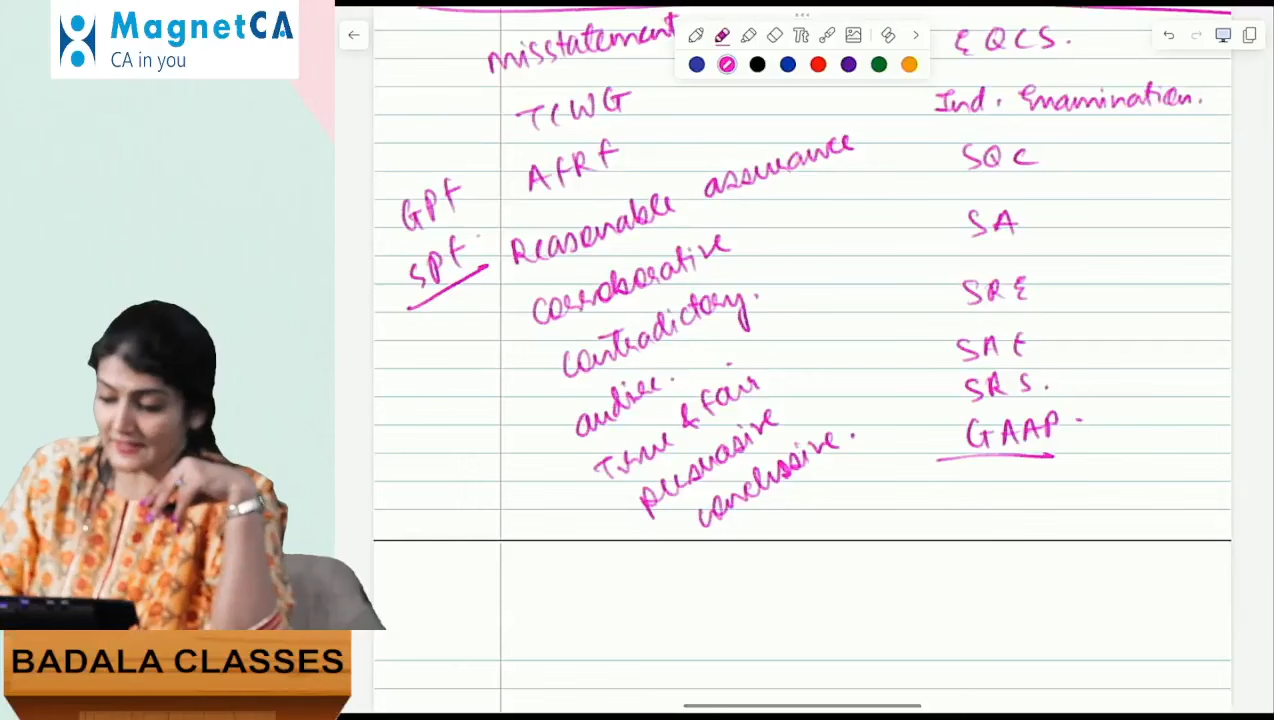 MagnetCA
CA in you
misstatement
TCWG
AFRF
GPF
SPF
Reasonable assurance
corroborative
contradictory.
True & fair
persuasive
conclusive.
EQCS.
Ind. Examination.
SQC
SA
SRE
SAE
SRS.
GAAP.
BADALA CLASSES